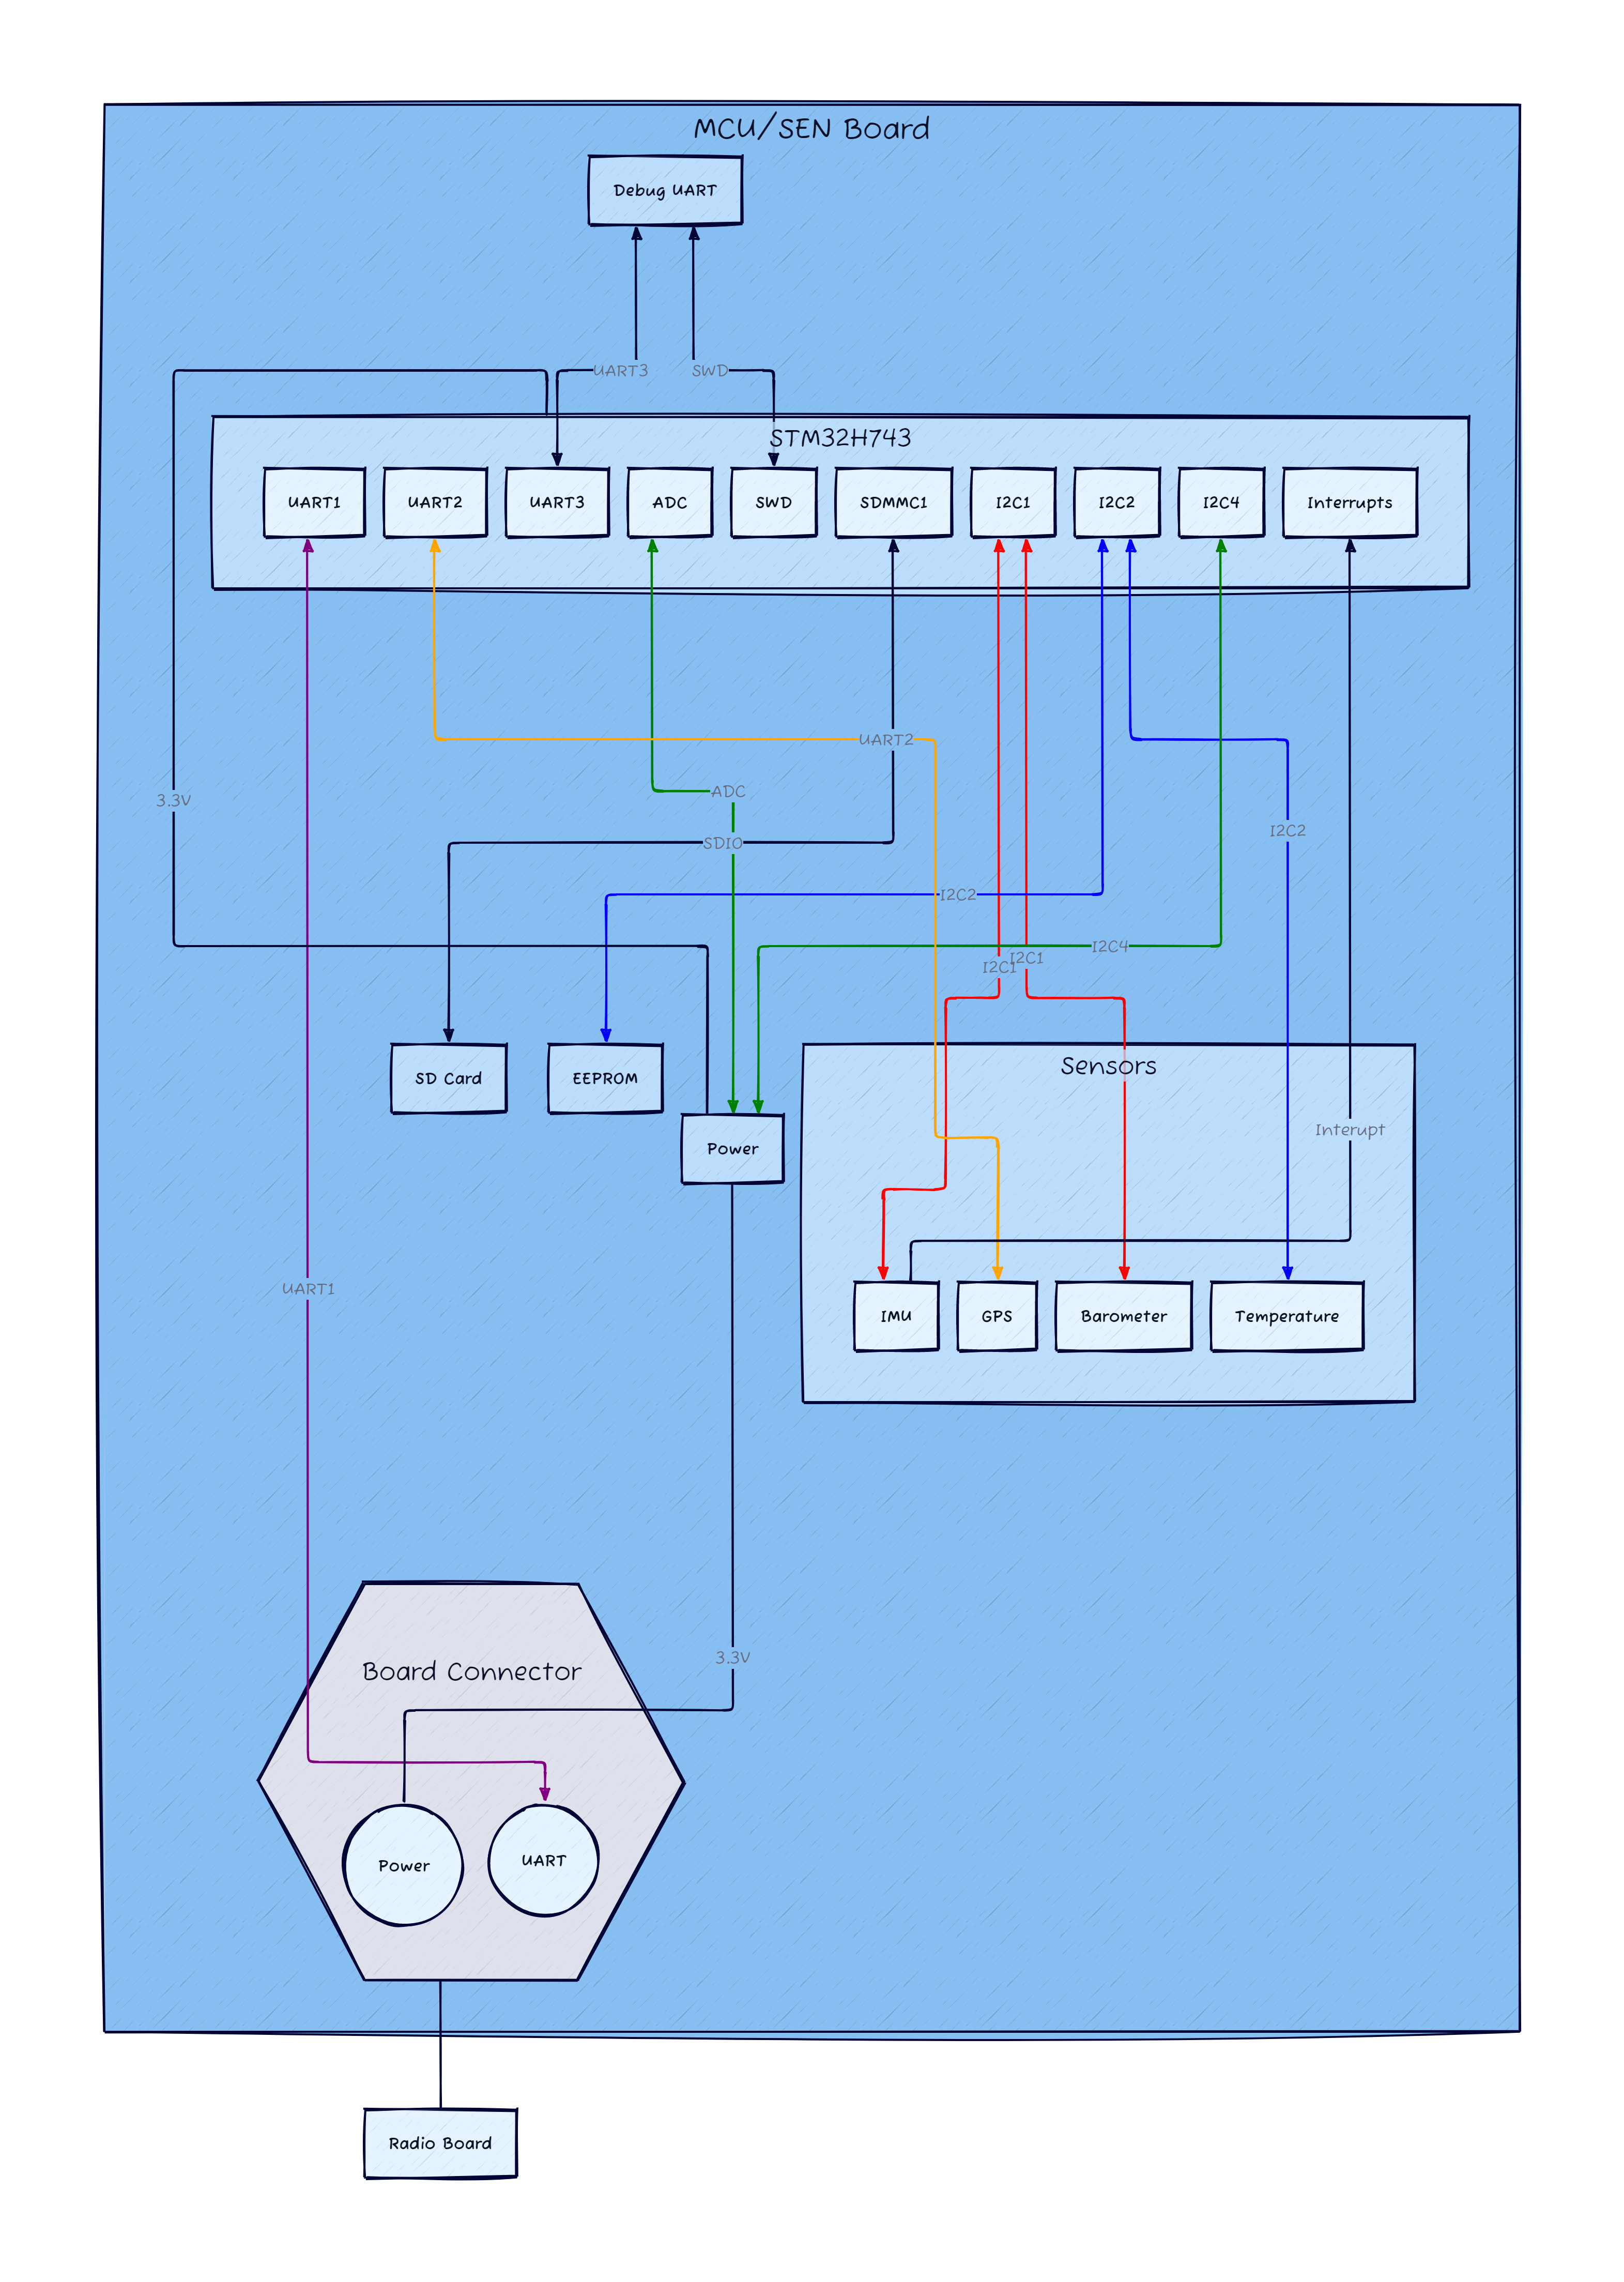 MCU/SEN Board
Debug UART
UART3
SWD
STM32H743
UART1
UART2
UART3
ADC
SWD
SDMMC1
I2C1
I2C2
I2C4
Interrupts
UART2
ADC
3.3V
I2C2
SDIO
I2C2
I2C4
I2C1
I2C1
Sensors
SD Card
EEPROM
Interupt
Power
UART1
IMU
GPS
Barometer
Temperature
3.3V
Board Connector
Power
UART
Radio Board